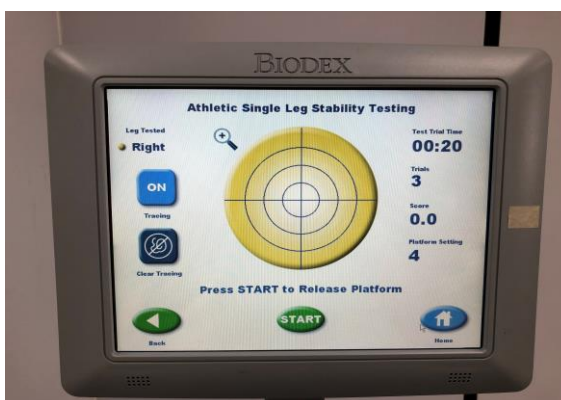 BIODEX
Athletic Single Leg Stability Testing
Leg Tested
Right
ON
Tracing
Clear Tracing
Test Trial Time
00:20
Trials
3
Score
0.0
Platform Setting
4
Press START to Release Platform
Back
START
Home